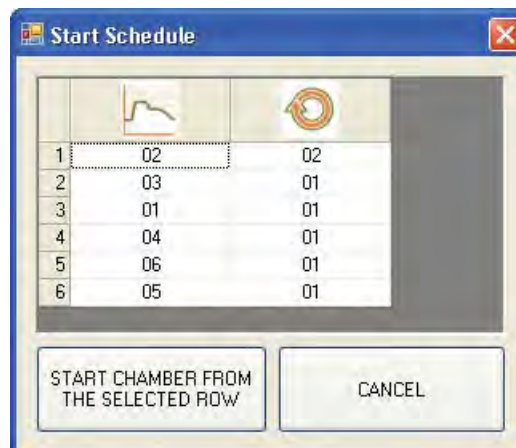 Start Schedule
1 02 02
2 03 01
3 01 01
4 04 01
5 06 01
6 05 01
START CHAMBER FROM
THE SELECTED ROW
CANCEL